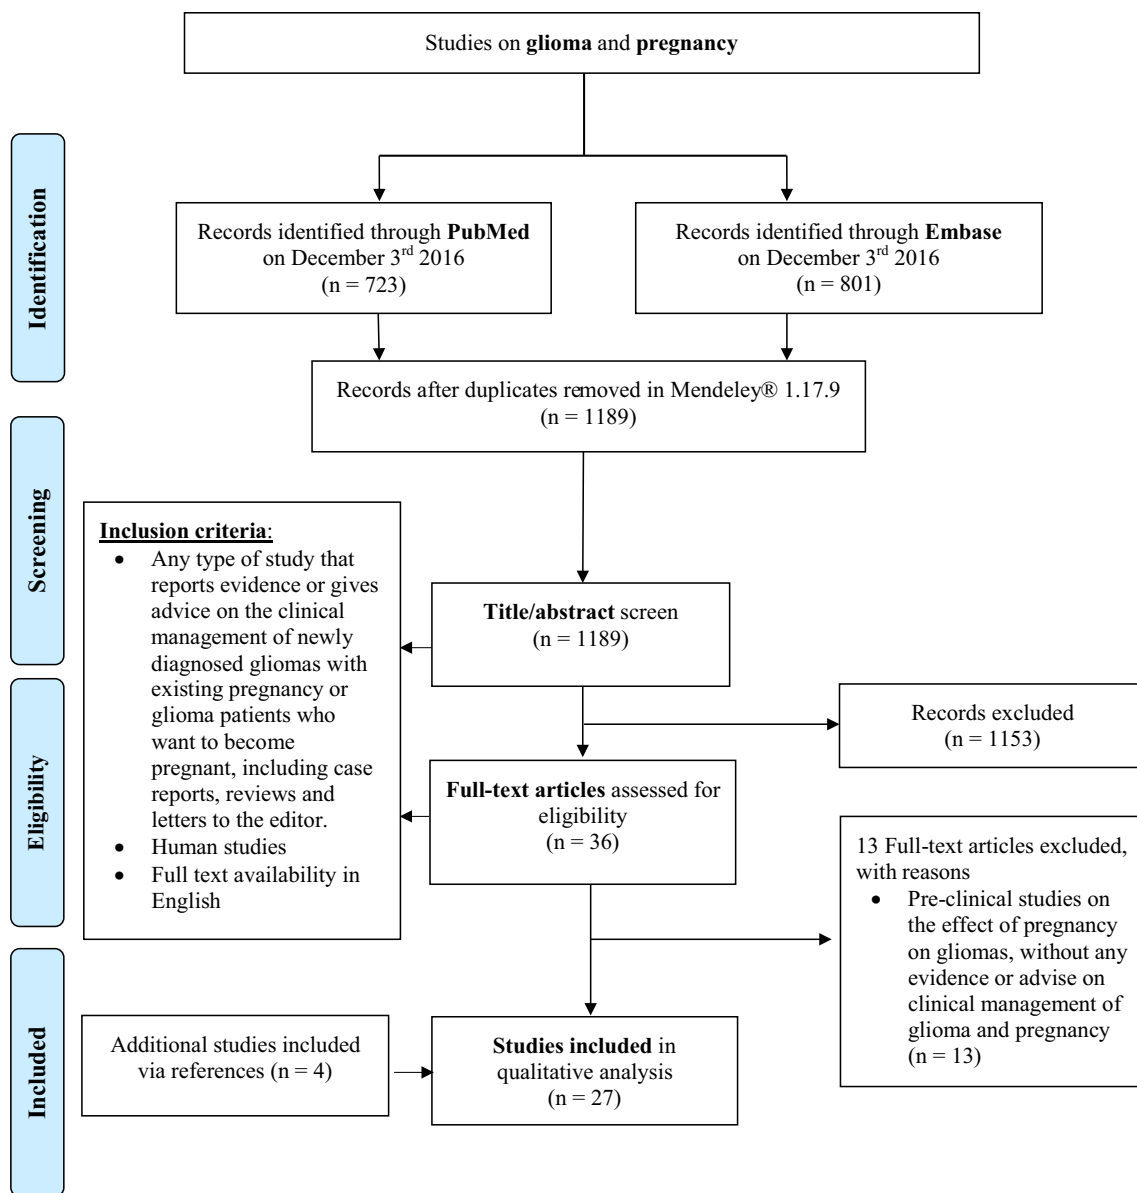 Studies on glioma and pregnancy
Identification
Records identified through PubMed
on December 3rd 2016
(n = 723)
Records identified through Embase
on December 3rd 2016
(n = 801)
Records after duplicates removed in Mendeley® 1.17.9
(n = 1189)
Screening
Inclusion criteria:
• Any type of study that
reports evidence or gives
advice on the clinical
management of newly
diagnosed gliomas with
existing pregnancy or
glioma patients who
want to become
pregnant, including case
reports, reviews and
letters to the editor.
• Human studies
• Full text availability in
English
Title/abstract screen
(n = 1189)
Records excluded
(n = 1153)
Eligibility
Full-text articles assessed for
eligibility
(n = 36)
13 Full-text articles excluded,
with reasons
• Pre-clinical studies on
the effect of pregnancy
on gliomas, without any
evidence or advise on
clinical management of
glioma and pregnancy
(n = 13)
Included
Additional studies included
via references (n = 4)
Studies included in
qualitative analysis
(n = 27)